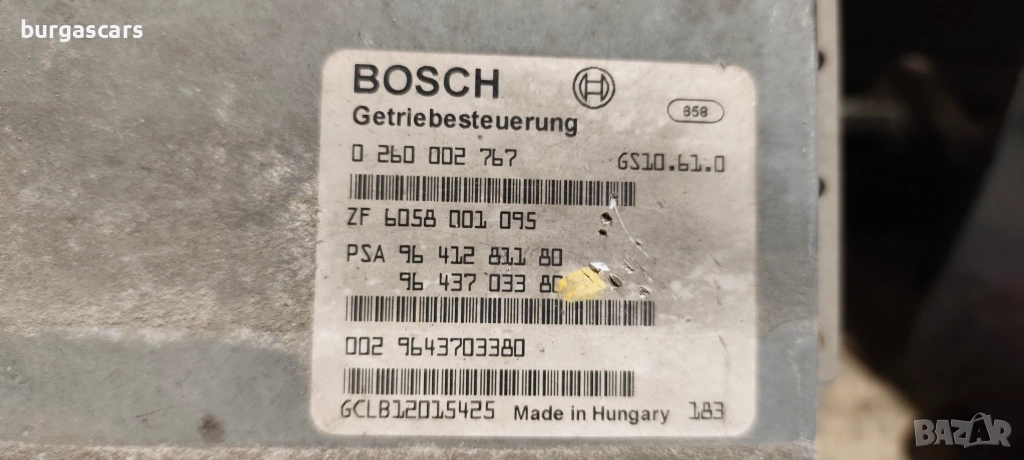 burgascars
BOSCH
858
Getriebesteuerung
0 260 002 767 GS10.61.0
ZF 6058 001 095
PSA 96 412 811 80
96 437 033 80
002 9643703380
GCLB12015425 Made in Hungary 183
BAZAR